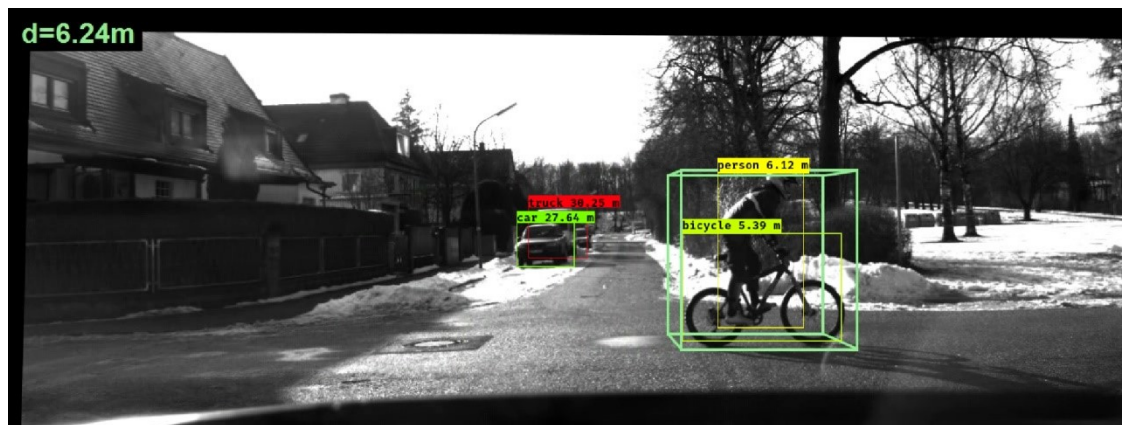 d=6.24m
person 6.12 m
truck 30.25 m
car 27.64 m
bicycle 5.39 m